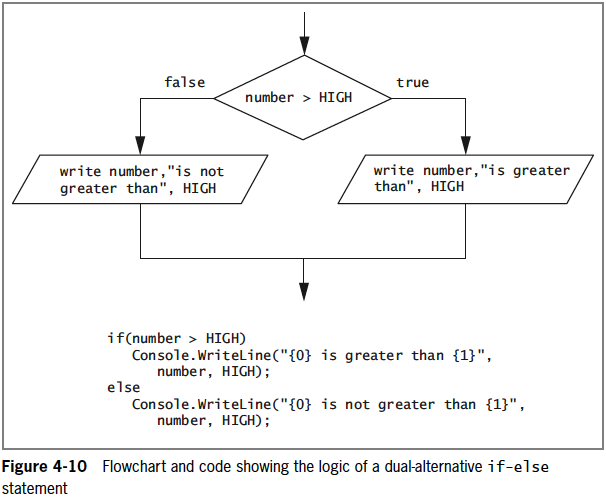 false
true
number > HIGH
write number,"is not
greater than", HIGH
write number,"is greater
than", HIGH
if(number > HIGH)
Console.WriteLine("{0} is greater than {1}",
number, HIGH);
else
Console.WriteLine("{0} is not greater than {1}",
number, HIGH);
Figure 4-10 Flowchart and code showing the logic of a dual-alternative if-else
statement